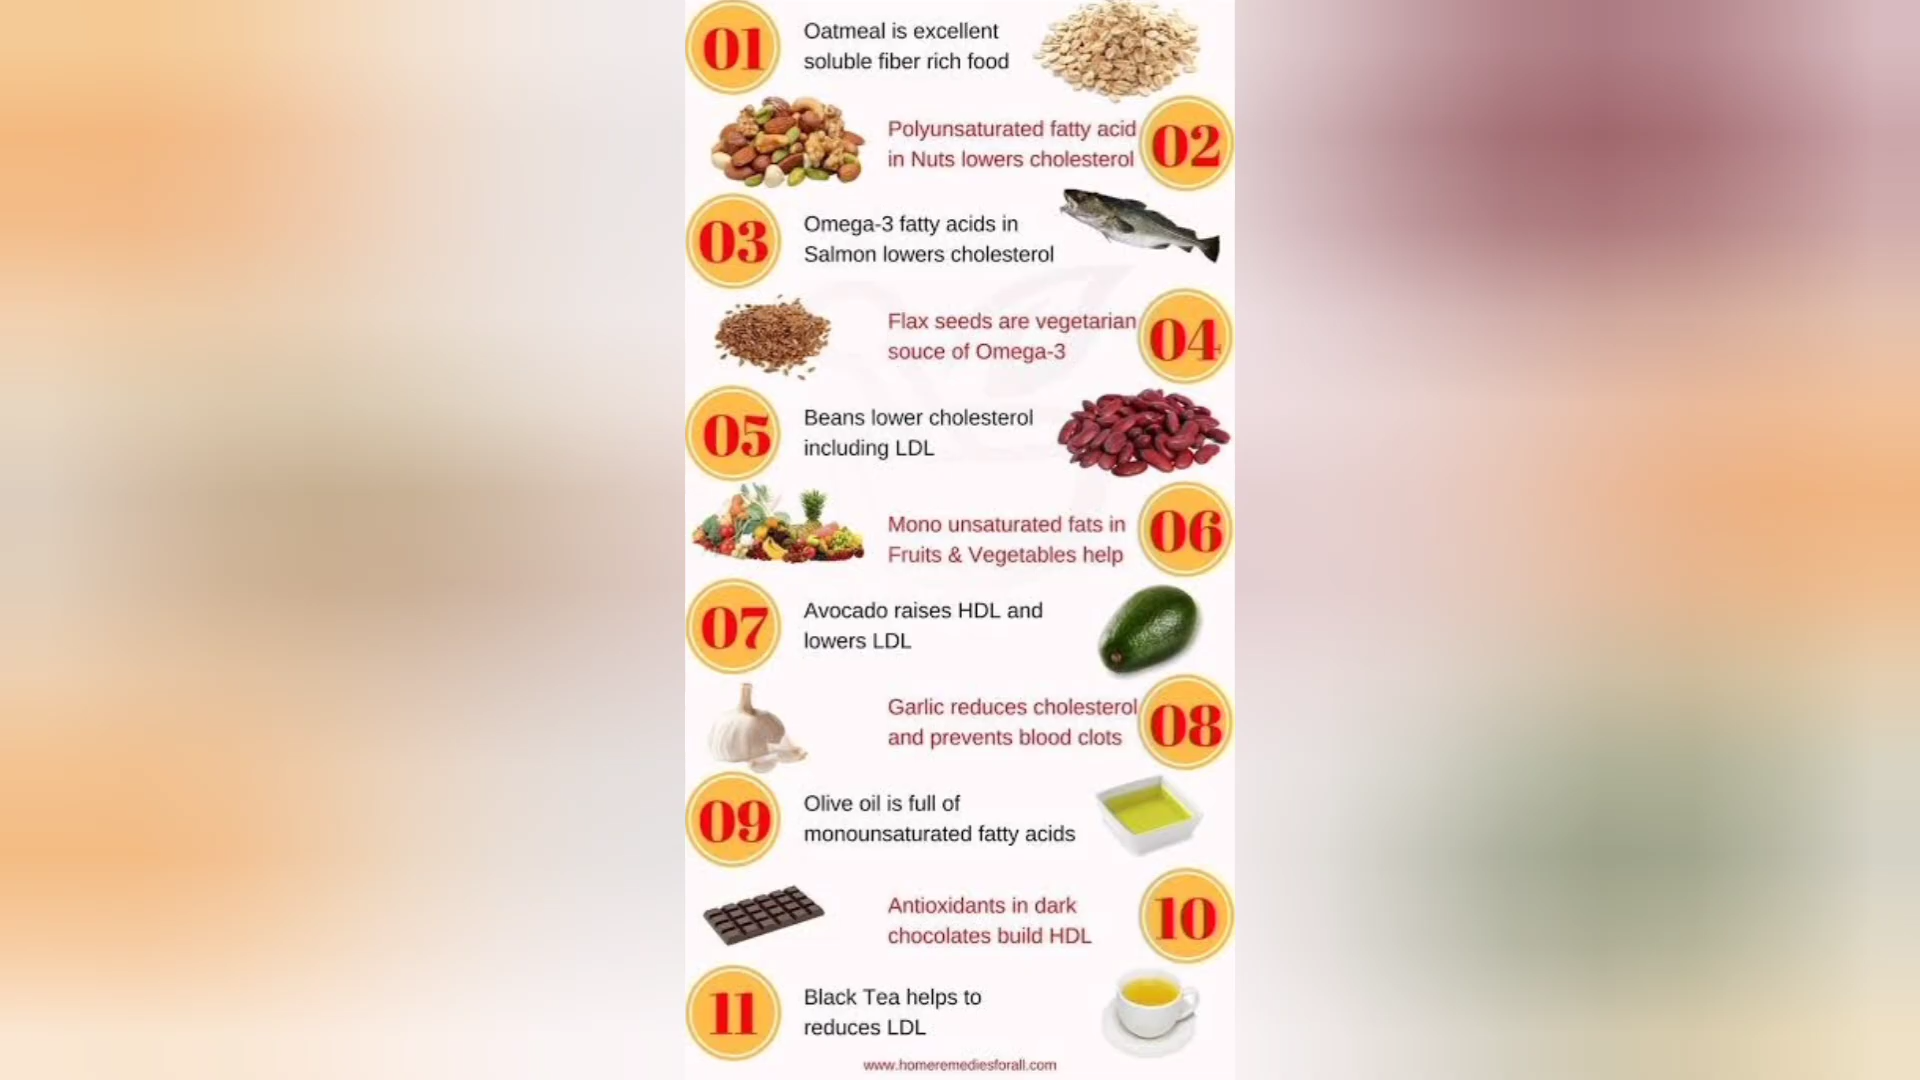 01
Oatmeal is excellent
soluble fiber rich food
Polyunsaturated fatty acid
in Nuts lowers cholesterol
02
03
Omega-3 fatty acids in
Salmon lowers cholesterol
Flax seeds are vegetarian
souce of Omega-3
04
05
Beans lower cholesterol
including LDL
Mono unsaturated fats in
Fruits & Vegetables help
06
07
Avocado raises HDL and
lowers LDL
Garlic reduces cholesterol
and prevents blood clots
08
09
Olive oil is full of
monounsaturated fatty acids
Antioxidants in dark
chocolates build HDL
10
11
Black Tea helps to
reduces LDL
www.homeremediesforall.com